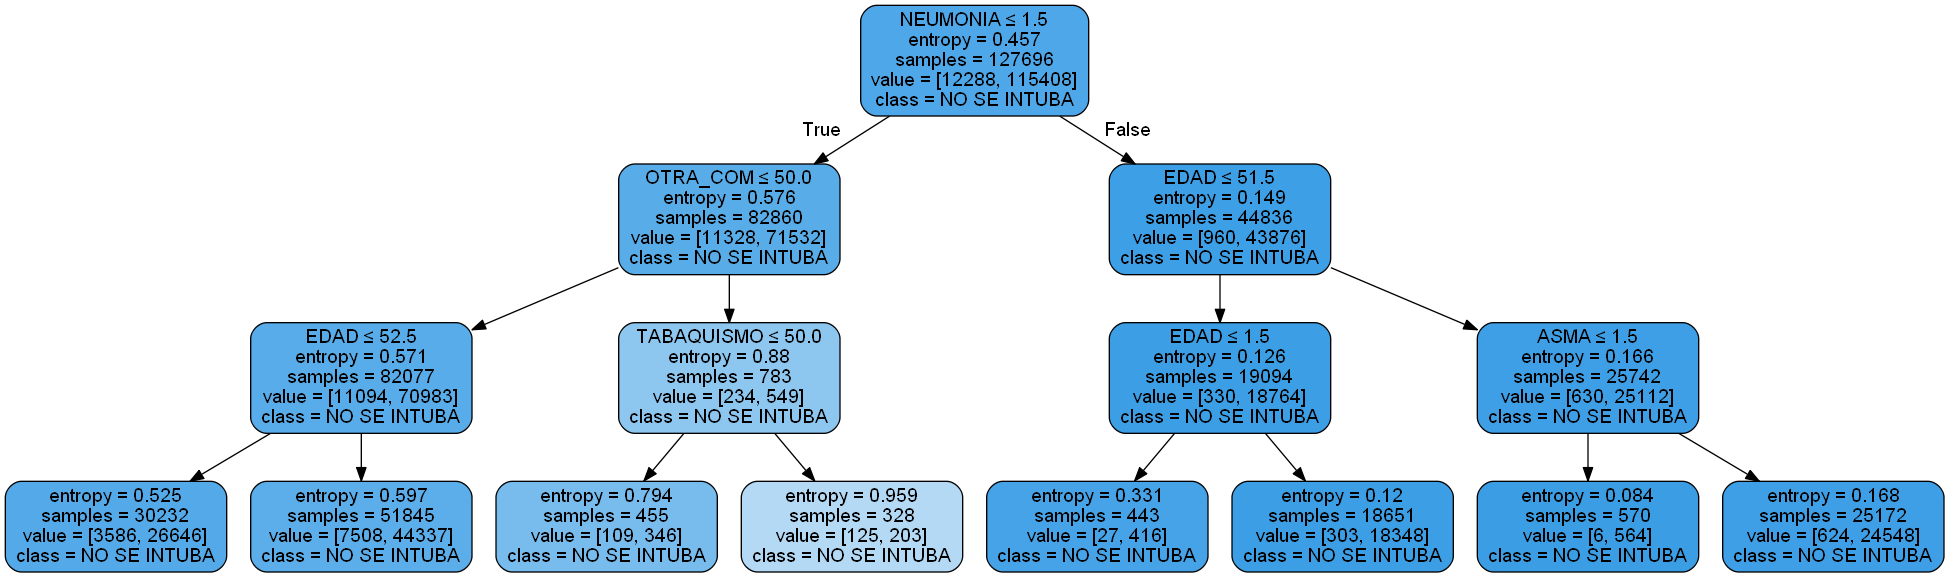 NEUMONIA ≤ 1.5
entropy = 0.457
samples = 127696
value = [12288, 115408]
class = NO SE INTUBA
True
False
OTRA_COM ≤ 50.0
entropy = 0.576
samples = 82860
value = [11328, 71532]
class = NO SE INTUBA
EDAD ≤ 51.5
entropy = 0.149
samples = 44836
value = [960, 43876]
class = NO SE INTUBA
EDAD ≤ 52.5
entropy = 0.571
samples = 82077
value = [11094, 70983]
class = NO SE INTUBA
TABAQUISMO ≤ 50.0
entropy = 0.88
samples = 783
value = [234, 549]
class = NO SE INTUBA
EDAD ≤ 1.5
entropy = 0.126
samples = 19094
value = [330, 18764]
class = NO SE INTUBA
ASMA ≤ 1.5
entropy = 0.166
samples = 25742
value = [630, 25112]
class = NO SE INTUBA
entropy = 0.525
samples = 30232
value = [3586, 26646]
class = NO SE INTUBA
entropy = 0.597
samples = 51845
value = [7508, 44337]
class = NO SE INTUBA
entropy = 0.794
samples = 455
value = [109, 346]
class = NO SE INTUBA
entropy = 0.959
samples = 328
value = [125, 203]
class = NO SE INTUBA
entropy = 0.331
samples = 443
value = [27, 416]
class = NO SE INTUBA
entropy = 0.12
samples = 18651
value = [303, 18348]
class = NO SE INTUBA
entropy = 0.084
samples = 570
value = [6, 564]
class = NO SE INTUBA
entropy = 0.168
samples = 25172
value = [624, 24548]
class = NO SE INTUBA